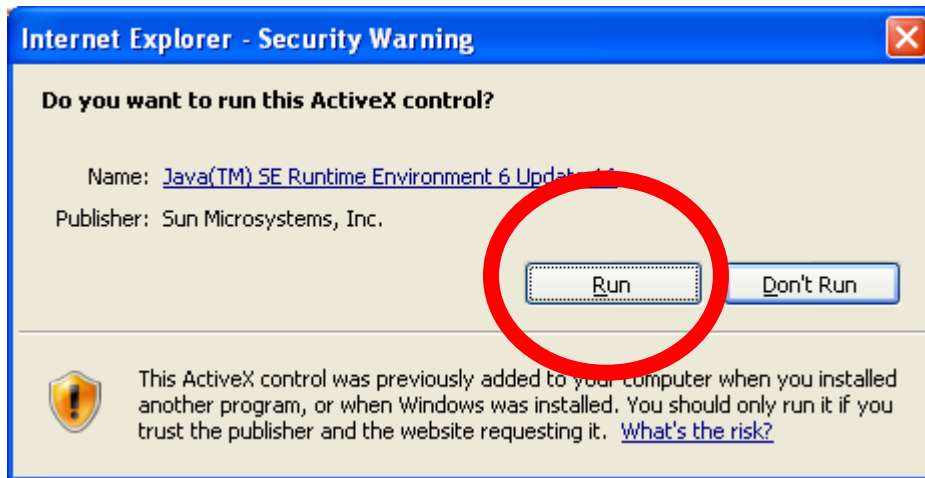 Internet Explorer - Security Warning
Do you want to run this ActiveX control?
Name: Java(TM) SE Runtime Environment 6
Publisher: Sun Microsystems, Inc.
Run Don't Run
This ActiveX control was previously added to your computer when you installed
another program, or when Windows was installed. You should only run it if you
trust the publisher and the website requesting it. What's the risk?